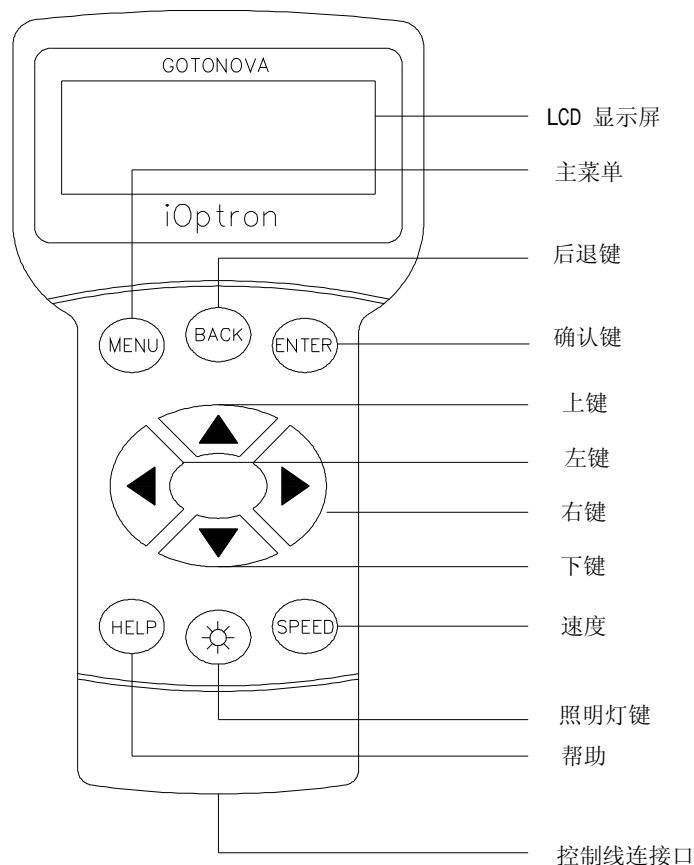 GOTONOVA
LCD 显示屏
主菜单
iOptron
后退键
MENU
BACK
ENTER
确认键
上键
左键
右键
下键
HELP
SPEED
速度
照明灯键
帮助
控制线连接口